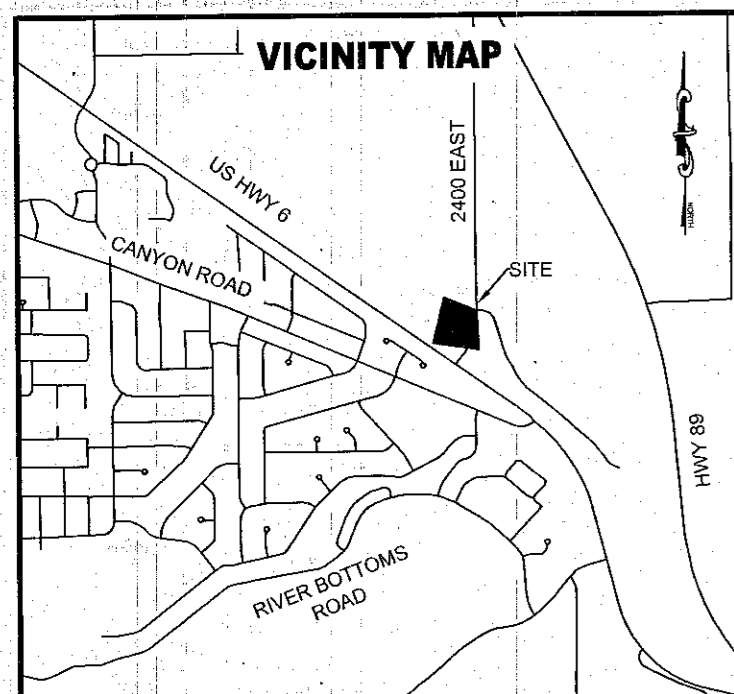 VICINITY MAP
US HWY 6
2400 EAST
NORTH
CANYON ROAD
SITE
HWY 89
RIVER BOTTOMS
ROAD